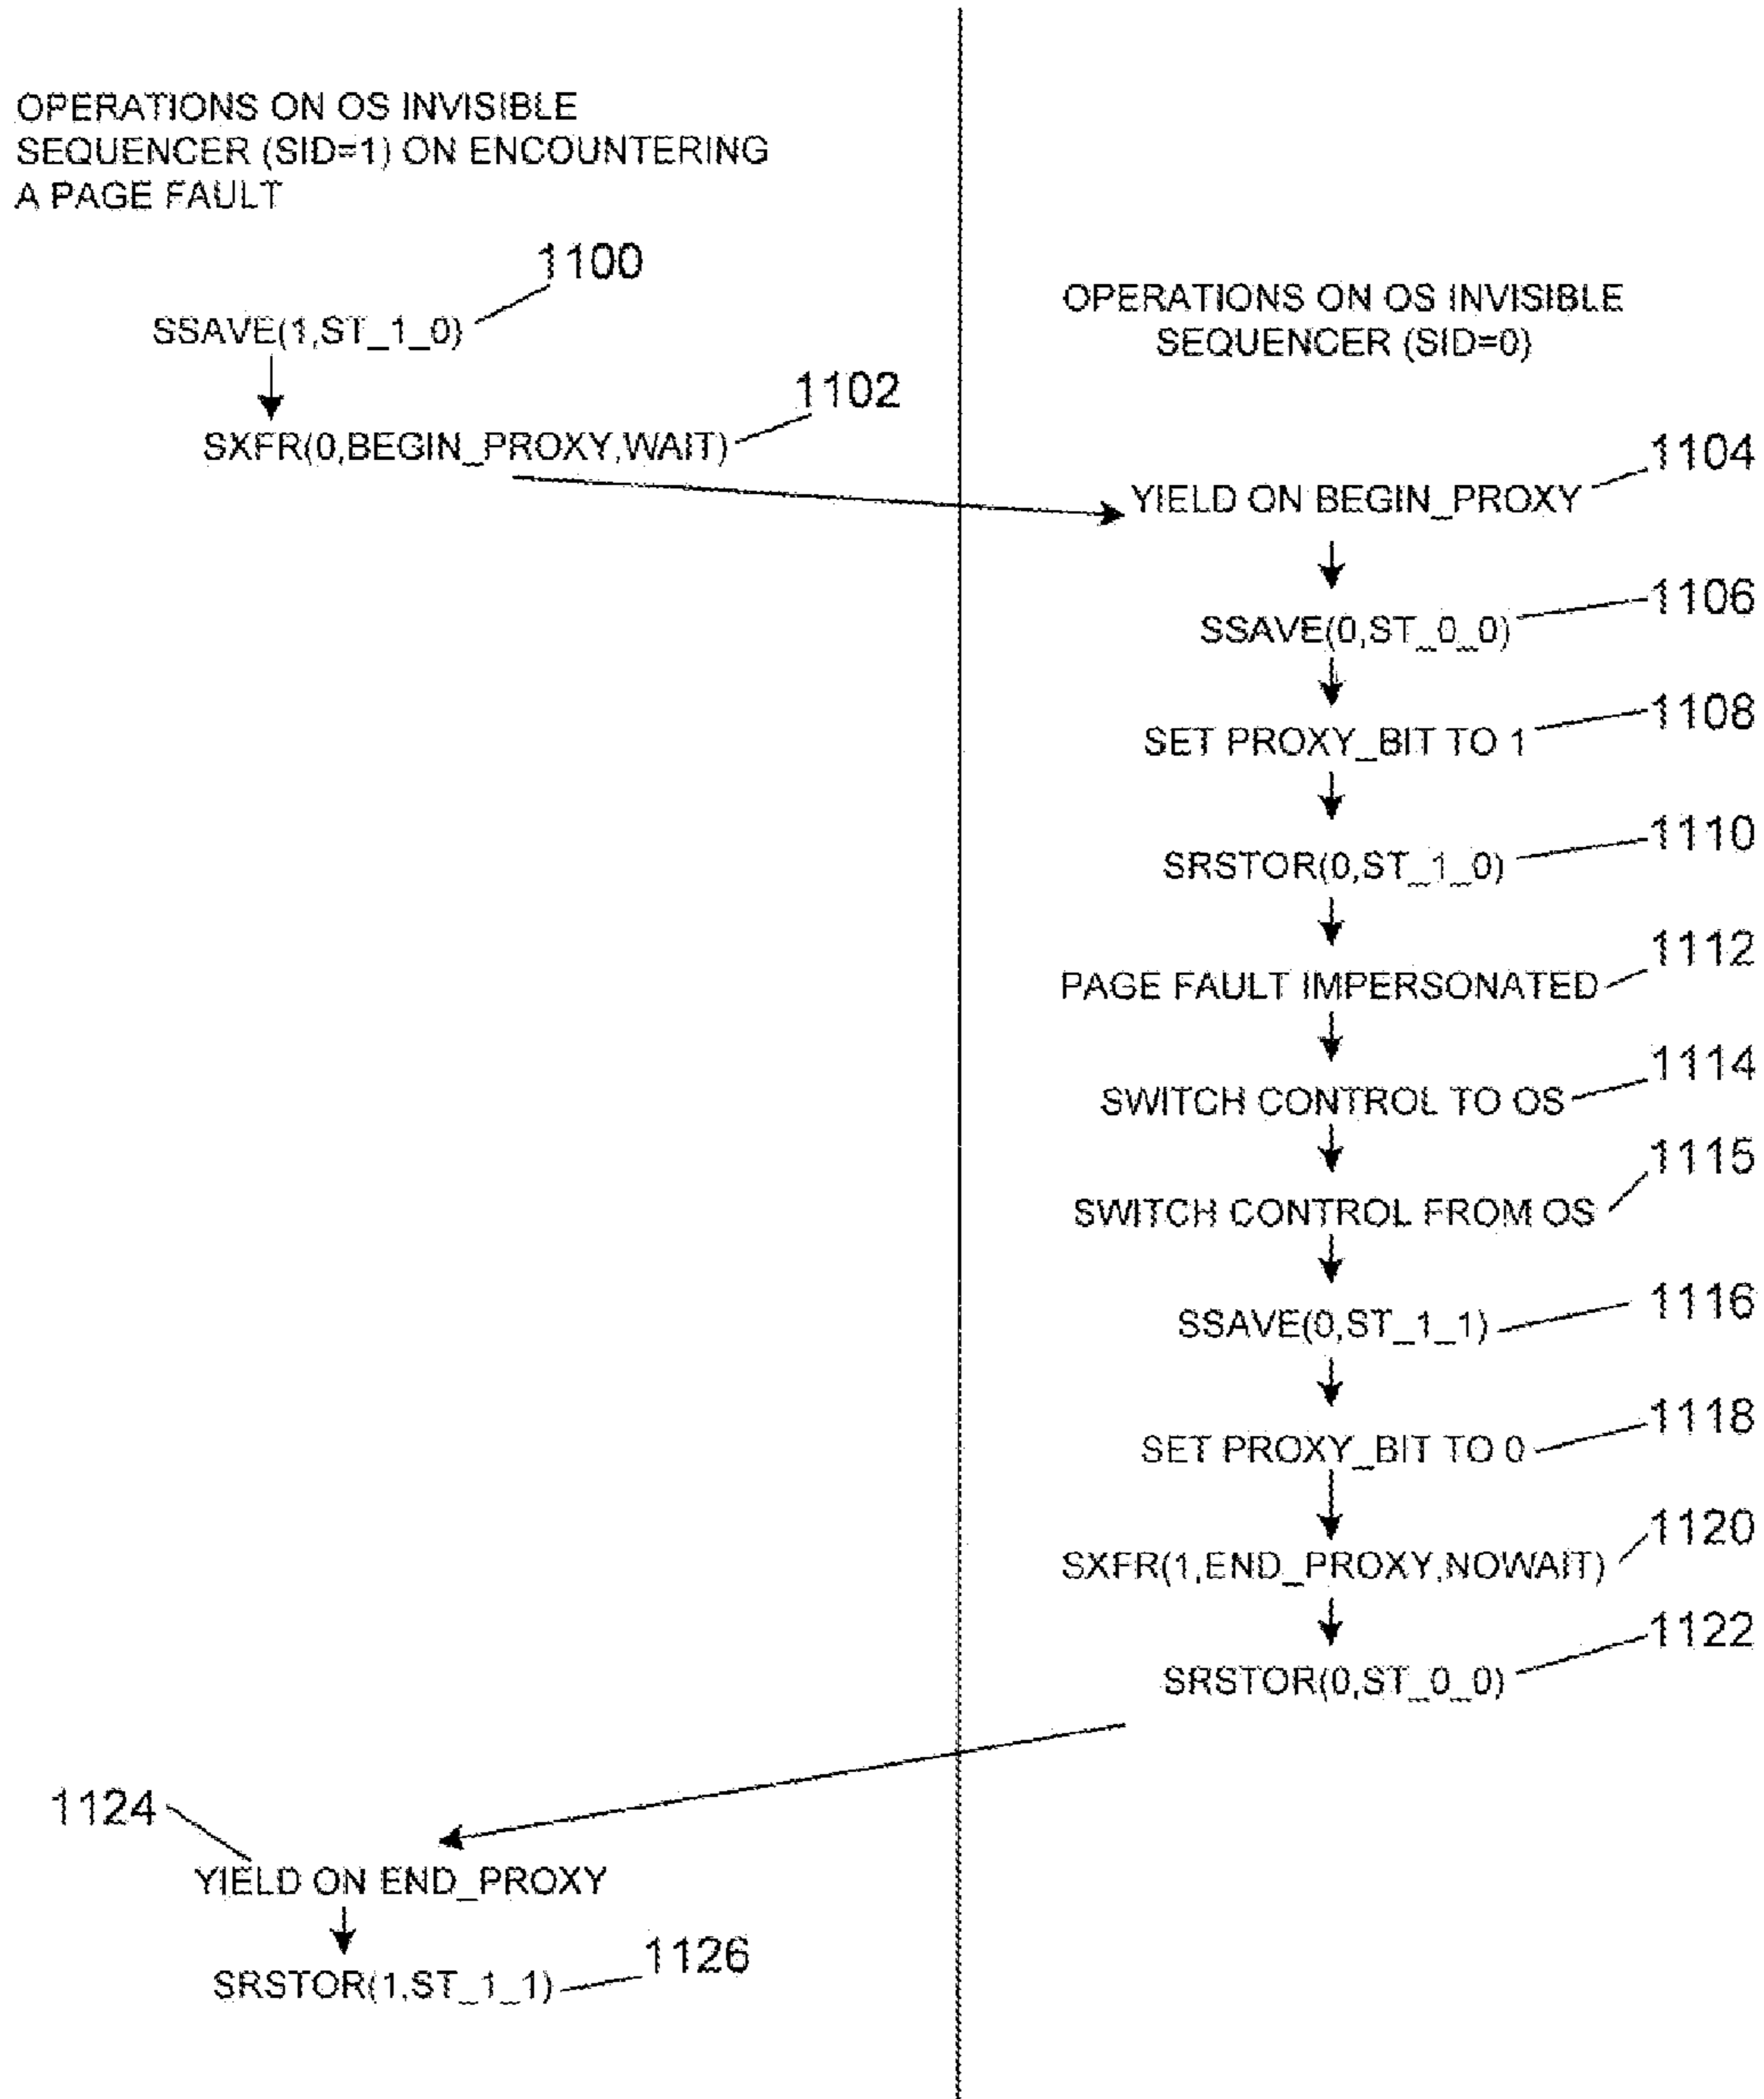 OPERATIONS ON OS INVISIBLE
SEQUENCER (SID=1) ON ENCOUNTERING
A PAGE FAULT
1100
SSAVE(1,ST_1_0)
1102
SXFR(0,BEGIN_PROXY,WAIT)
OPERATIONS ON OS INVISIBLE
SEQUENCER (SID=0)
1104
YIELD ON BEGIN_PROXY
1106
SSAVE(0,ST_0_0)
1108
SET PROXY_BIT TO 1
1110
SRSTOR(0,ST_1_0)
1112
PAGE FAULT IMPERSONATED
1114
SWITCH CONTROL TO OS
1115
SWITCH CONTROL FROM OS
1116
SSAVE(0,ST_1_1)
1118
SET PROXY_BIT TO 0
1120
SXFR(1,END_PROXY,NOWAIT)
1122
SRSTOR(0,ST_0_0)
1124
YIELD ON END_PROXY
1126
SRSTOR(1,ST_1_1)